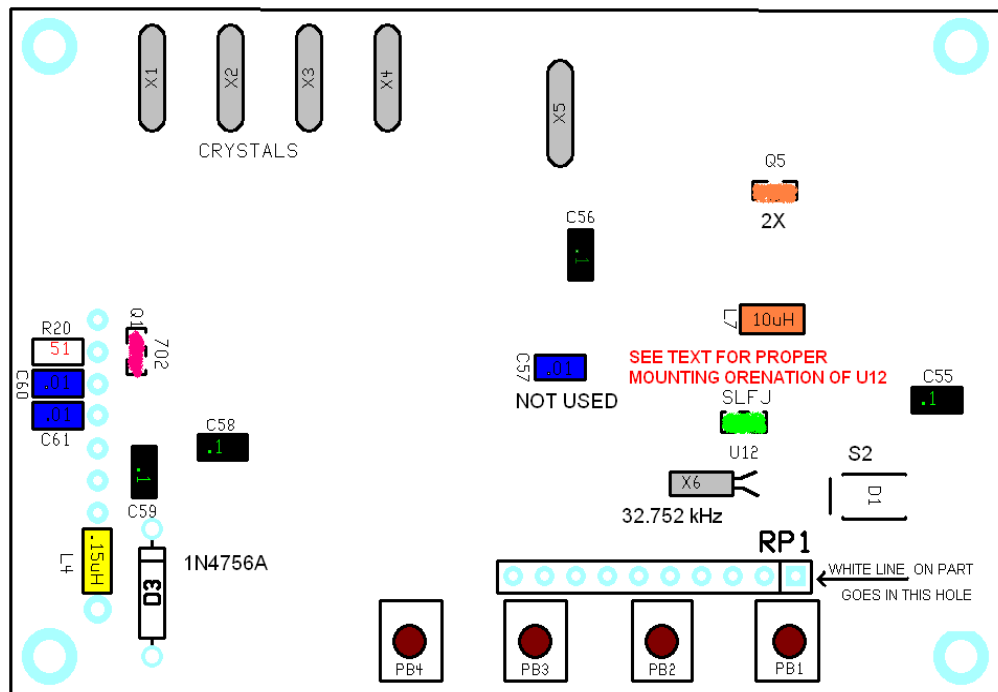 X1
X2
X3
X4
X5
CRYSTALS
Q5
2X
C56
.1
L7
10uH
Q1
702
R20
51
C60
.01
.01
C61
C57
.01
NOT USED
SEE TEXT FOR PROPER
MOUNTING ORENATION OF U12
SLFJ
U12
C55
.1
C58
.1
.1
C59
X6
32.752 kHz
S2
D1
L4
.15uH
D3
1N4756A
RP1
WHITE LINE ON PART
GOES IN THIS HOLE
PB4
PB3
PB2
PB1